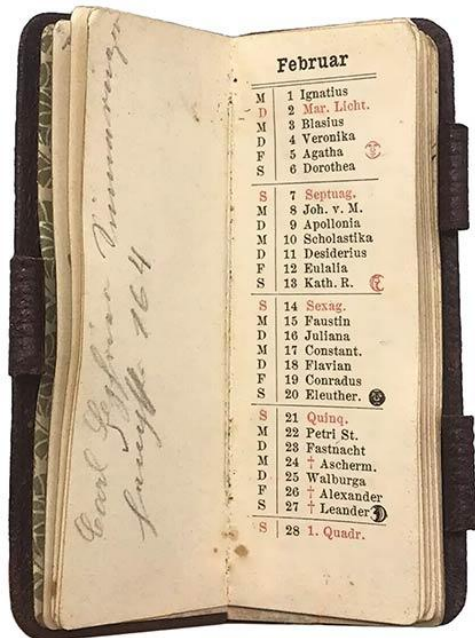 Februar
M 1 Ignatius
D 2 Mar. Licht.
M 3 Blasius
D 4 Veronika
F 5 Agatha
S 6 Dorothea
S 7 Septuag.
M 8 Joh. v. M.
D 9 Apollonia
M 10 Scholastika
D 11 Desiderius
F 12 Eulalia
S 13 Kath. R.
S 14 Sexag.
M 15 Faustin
D 16 Juliana
M 17 Constant.
D 18 Flavian
F 19 Conradus
S 20 Eleuther.
S 21 Quinq.
M 22 Petri St.
D 23 Fastnacht
M 24 † Ascherm.
D 25 Walburga
F 26 † Alexander
S 27 † Leander
S 28 1. Quadr.
Carl
164